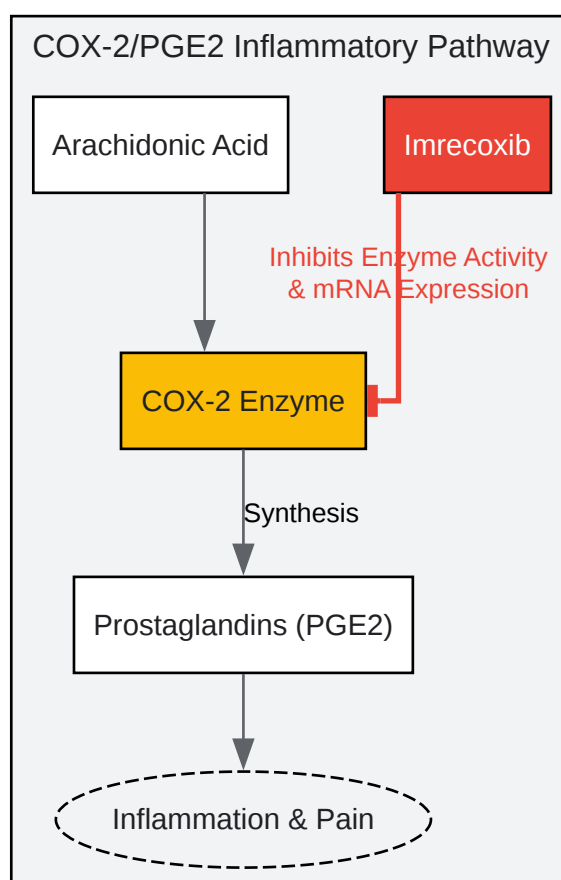 COX-2/PGE2 Inflammatory Pathway
Arachidonic Acid
Imrecoxib
Inhibits Enzyme Activity
& mRNA Expression
COX-2 Enzyme
Synthesis
Prostaglandins (PGE2)
Inflammation & Pain